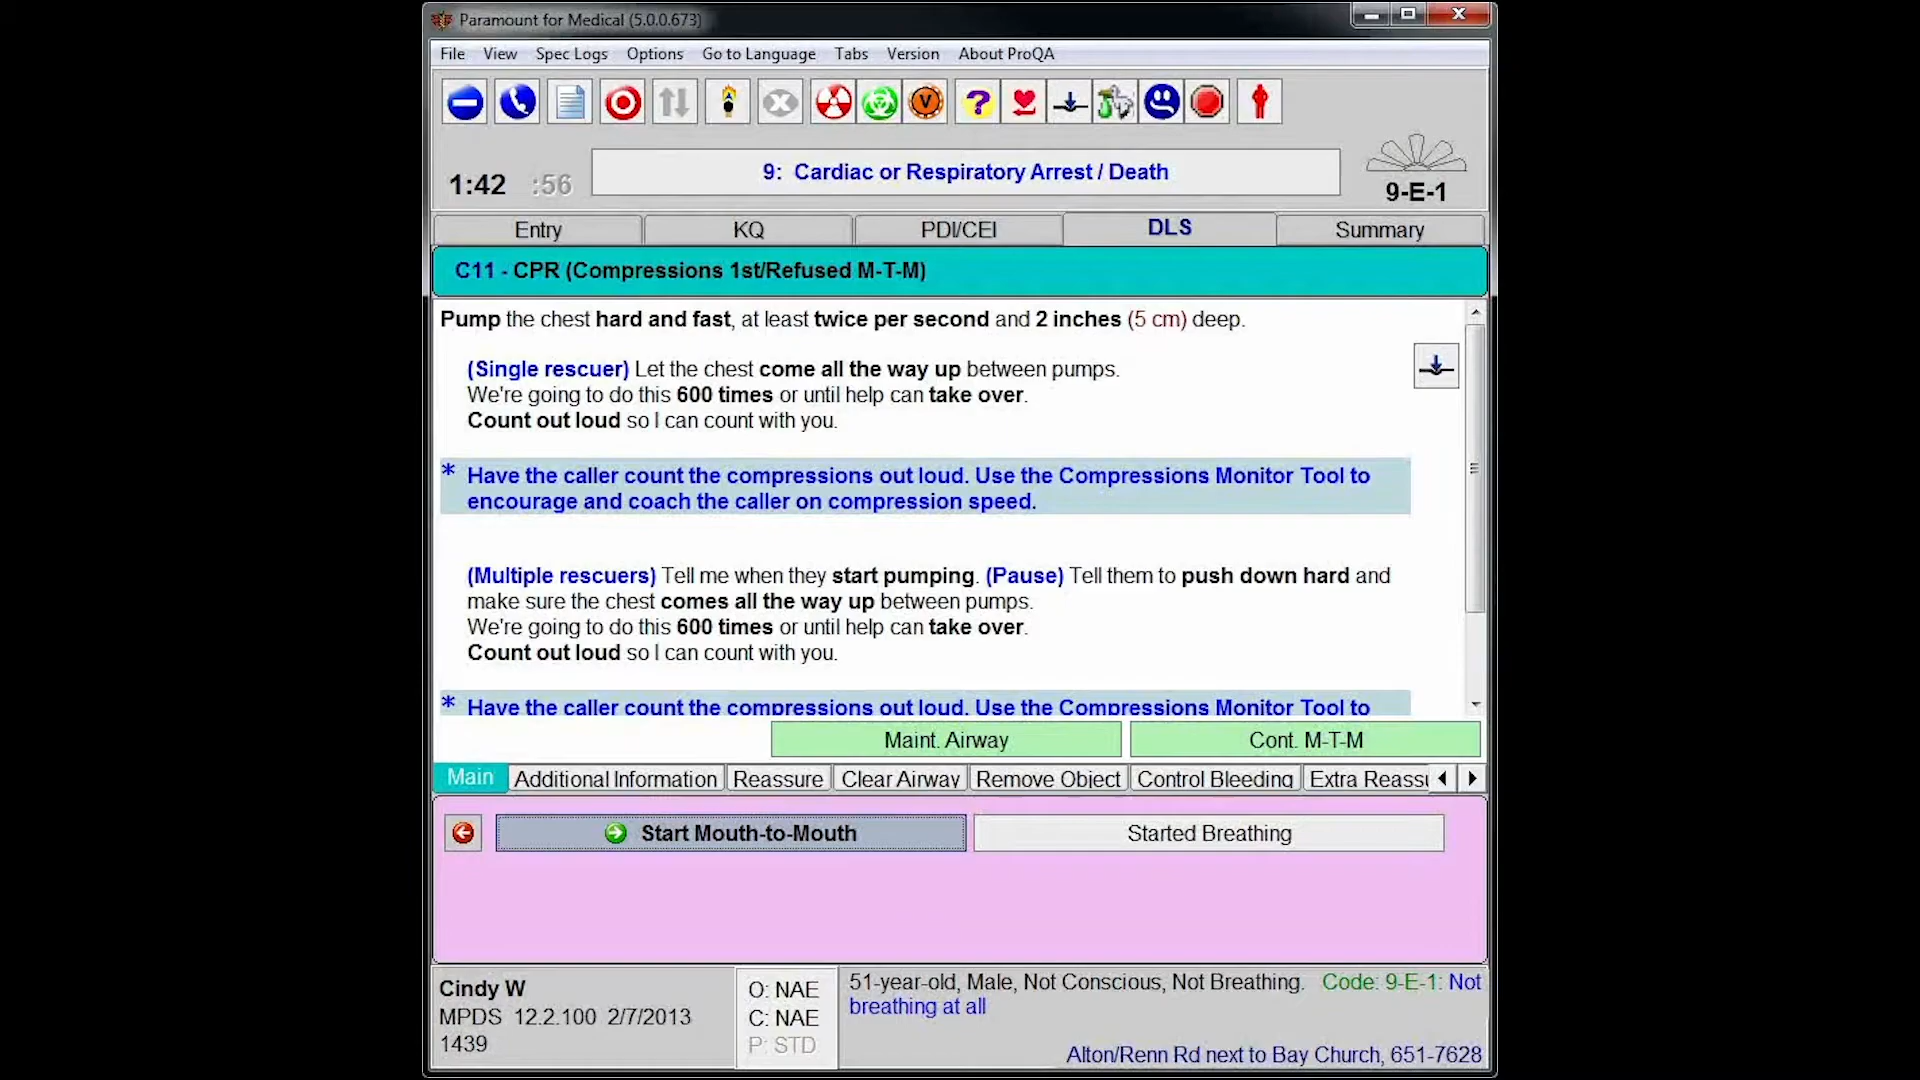 Paramount for Medical (5.0.0.673)
File View Spec Logs Options Go to Language Tabs Version About ProQA
V ?
1:42 :56 9: Cardiac or Respiratory Arrest / Death
9-E-1
Entry KQ PDI/CEI DLS Summary
C11 - CPR (Compressions 1st/Refused M-T-M)
Pump the chest hard and fast, at least twice per second and 2 inches (5 cm) deep.
(Single rescuer) Let the chest come all the way up between pumps.
We're going to do this 600 times or until help can take over.
Count out loud so I can count with you.
* Have the caller count the compressions out loud. Use the Compressions Monitor Tool to
encourage and coach the caller on compression speed.
(Multiple rescuers) Tell me when they start pumping. (Pause) Tell them to push down hard and
make sure the chest comes all the way up between pumps.
We're going to do this 600 times or until help can take over.
Count out loud so I can count with you.
* Have the caller count the compressions out loud. Use the Compressions Monitor Tool to
Maint. Airway Cont. M-T-M
Main Additional Information Reassure Clear Airway Remove Object Control Bleeding Extra Reassu
Start Mouth-to-Mouth Started Breathing
Cindy W
MPDS 12.2.100 2/7/2013
1439
O: NAE
C: NAE
P: STD
51-year-old, Male, Not Conscious, Not Breathing. Code: 9-E-1: Not
breathing at all
Alton/Renn Rd next to Bay Church, 651-7628